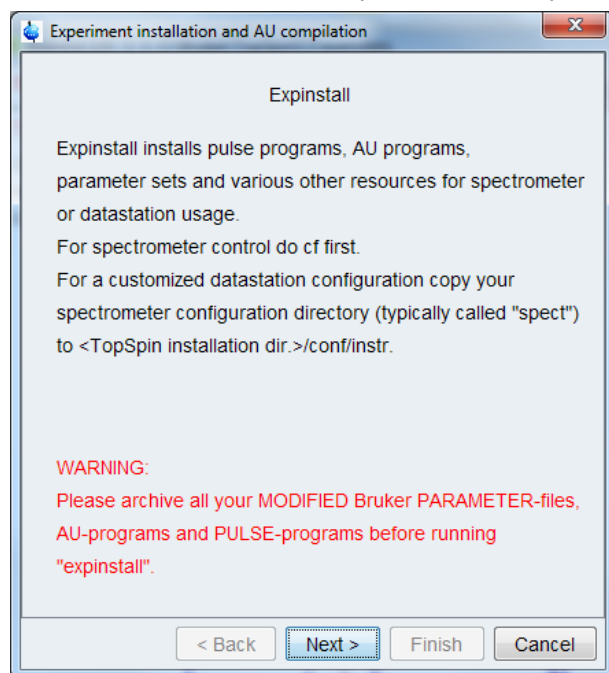 Experiment installation and AU compilation
Expinstall
Expinstall installs pulse programs, AU programs,
parameter sets and various other resources for spectrometer
or datastation usage.
For spectrometer control do cf first.
For a customized datastation configuration copy your
spectrometer configuration directory (typically called "spect")
to <TopSpin installation dir.>/conf/instr.
WARNING:
Please archive all your MODIFIED Bruker PARAMETER-files,
AU-programs and PULSE-programs before running
"expinstall".
< Back Next > Finish Cancel